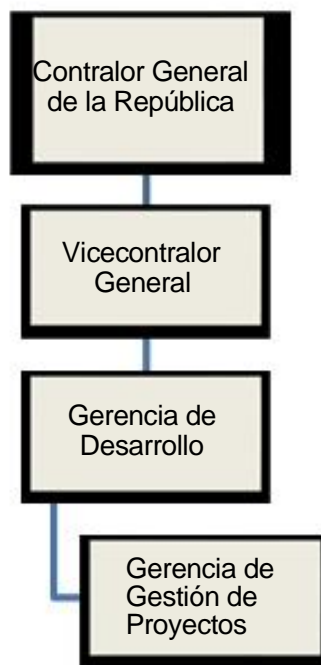 Contralor General
de la República
Vicecontralor
General
Gerencia de
Desarrollo
Gerencia de
Gestión de
Proyectos